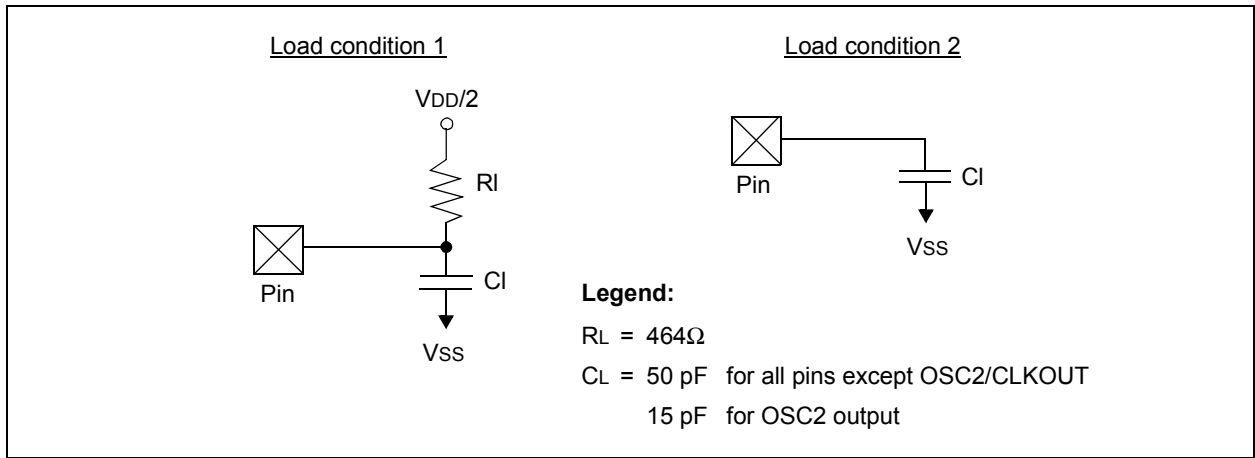 Load condition 1
VDD/2
Rl
Pin
Cl
VSS
Load condition 2
Pin
Cl
VSS
Legend:
RL = 464Ω
CL = 50 pF for all pins except OSC2/CLKOUT
15 pF for OSC2 output